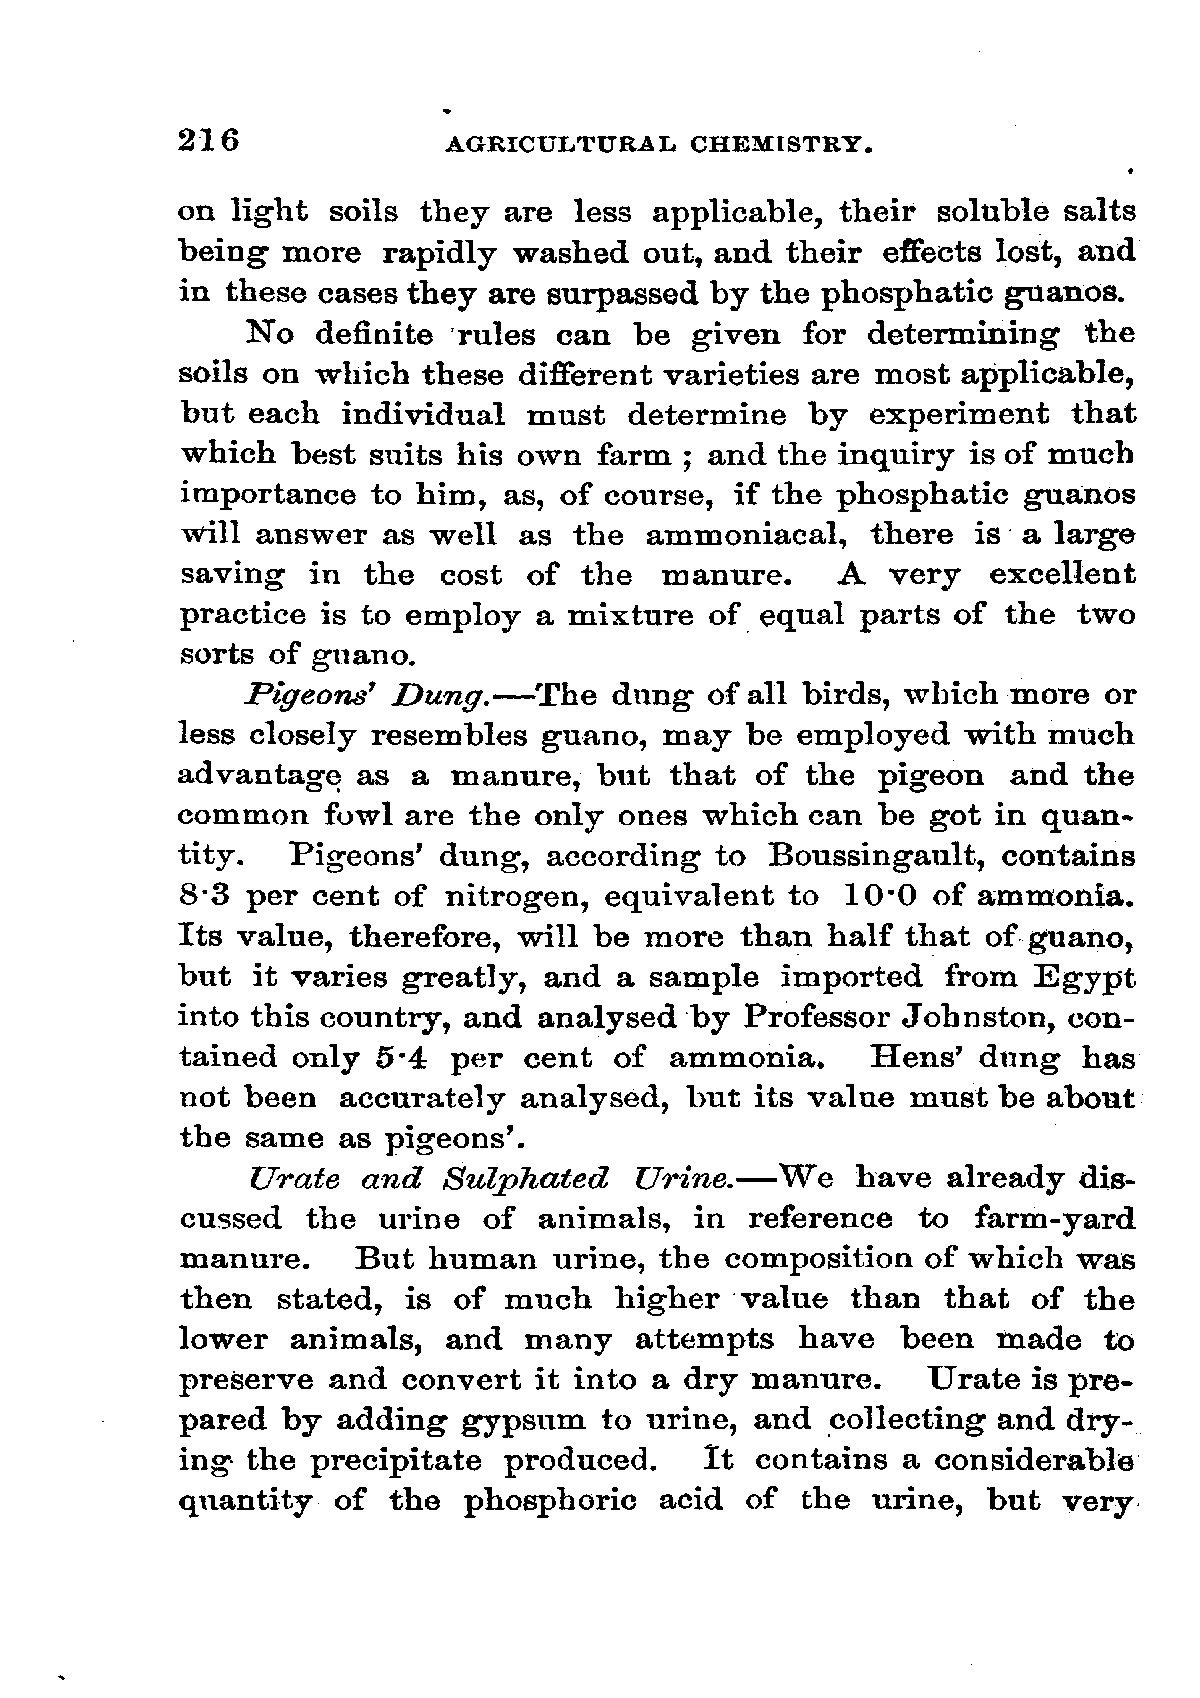 216 AGRICULTURAL CHEMISTRY.
on light soils they are less applicable, their soluble salts
being more rapidly washed out, and their effects lost, and
in these cases they are surpassed by the phosphatic guanos.
No definite rules can be given for determining the
soils on which these different varieties are most applicable,
but each individual must determine by experiment that
which best suits his own farm ; and the inquiry is of much
importance to him, as, of course, if the phosphatic guanos
will answer as well as the ammoniacal, there is a large
saving in the cost of the manure. A very excellent
practice is to employ a mixture of equal parts of the two
sorts of guano.
Pigeons' Dung.—The dung of all birds, which more or
less closely resembles guano, may be employed with much
advantage as a manure, but that of the pigeon and the
common fowl are the only ones which can be got in quan-
tity. Pigeons' dung, according to Boussingault, contains
8·3 per cent of nitrogen, equivalent to 10·0 of ammonia.
Its value, therefore, will be more than half that of guano,
but it varies greatly, and a sample imported from Egypt
into this country, and analysed by Professor Johnston, con-
tained only 5·4 per cent of ammonia. Hens' dung has
not been accurately analysed, but its value must be about
the same as pigeons'.
Urate and Sulphated Urine.—We have already dis-
cussed the urine of animals, in reference to farm-yard
manure. But human urine, the composition of which was
then stated, is of much higher value than that of the
lower animals, and many attempts have been made to
preserve and convert it into a dry manure. Urate is pre-
pared by adding gypsum to urine, and collecting and dry-
ing the precipitate produced. It contains a considerable
quantity of the phosphoric acid of the urine, but very